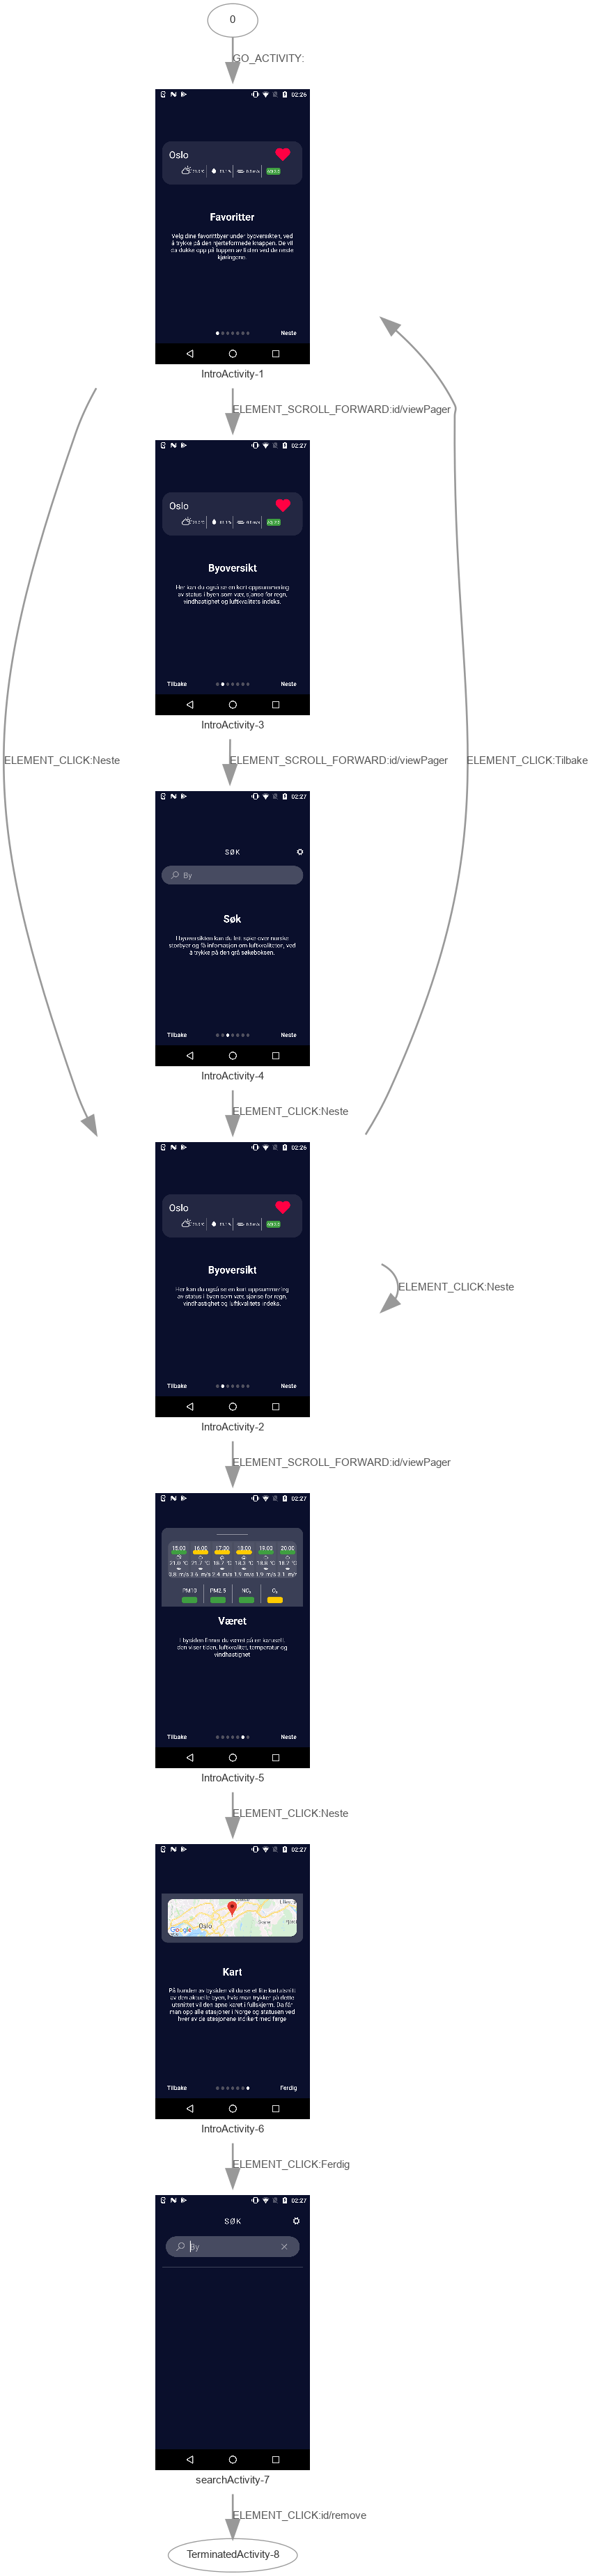 0
GO_ACTIVITY:
02:26
Oslo
Favoritter
Velg dine favorittbyer under byoversikten, ved
å trykke på den hjerteformede knappen. De vil
da dukke opp på toppen av listen ved de neste
kjøringene.
Neste
IntroActivity-1
ELEMENT_SCROLL_FORWARD:id/viewPager
02:27
Oslo
Byoversikt
Her kan du også se en kort oppsummering
av status i byen som vær, sjanse for regn,
vindhastighet og luftkvalitets indeks.
Tilbake
Neste
IntroActivity-3
ELEMENT_CLICK:Neste
ELEMENT_SCROLL_FORWARD:id/viewPager
ELEMENT_CLICK:Tilbake
02:27
SØK
By
Søk
I byoversikten kan du
over norske
storbyer og få informasjon om luftkvaliteten, ved
å trykke på den grå søkeboksen.
Tilbake
Neste
IntroActivity-4
ELEMENT_CLICK:Neste
02:26
Oslo
Byoversikt
Her kan du også se en kort oppsummering
av status i byen som vær, sjanse for regn,
vindhastighet og luftkvalitets indeks.
ELEMENT_CLICK:Neste
Tilbake
Neste
IntroActivity-2
ELEMENT_SCROLL_FORWARD:id/viewPager
02:27
15.00 16.00 17.00 18.00 19.00 20.00
PM10 PM2.5 NO₂ O₃
Været
I bysiden finner du været på en karusell,
den viser tiden, luftkvalitet, temperatur og
vindhastighet
Tilbake
Neste
IntroActivity-5
ELEMENT_CLICK:Neste
02:27
Oslo
Google
Kart
På bunden av bysiden vil du se et lite kartutsnitt
av den aktuelle byen, hvis man trykker på dette
utsnittet vil den åpne kartet i fullskjerm. Da får
man opp alle stasjoner i Norge og statusen ved
hver av de stasjonene indikert med farge
Tilbake
Ferdig
IntroActivity-6
ELEMENT_CLICK:Ferdig
02:27
SØK
By
searchActivity-7
ELEMENT_CLICK:id/remove
TerminatedActivity-8